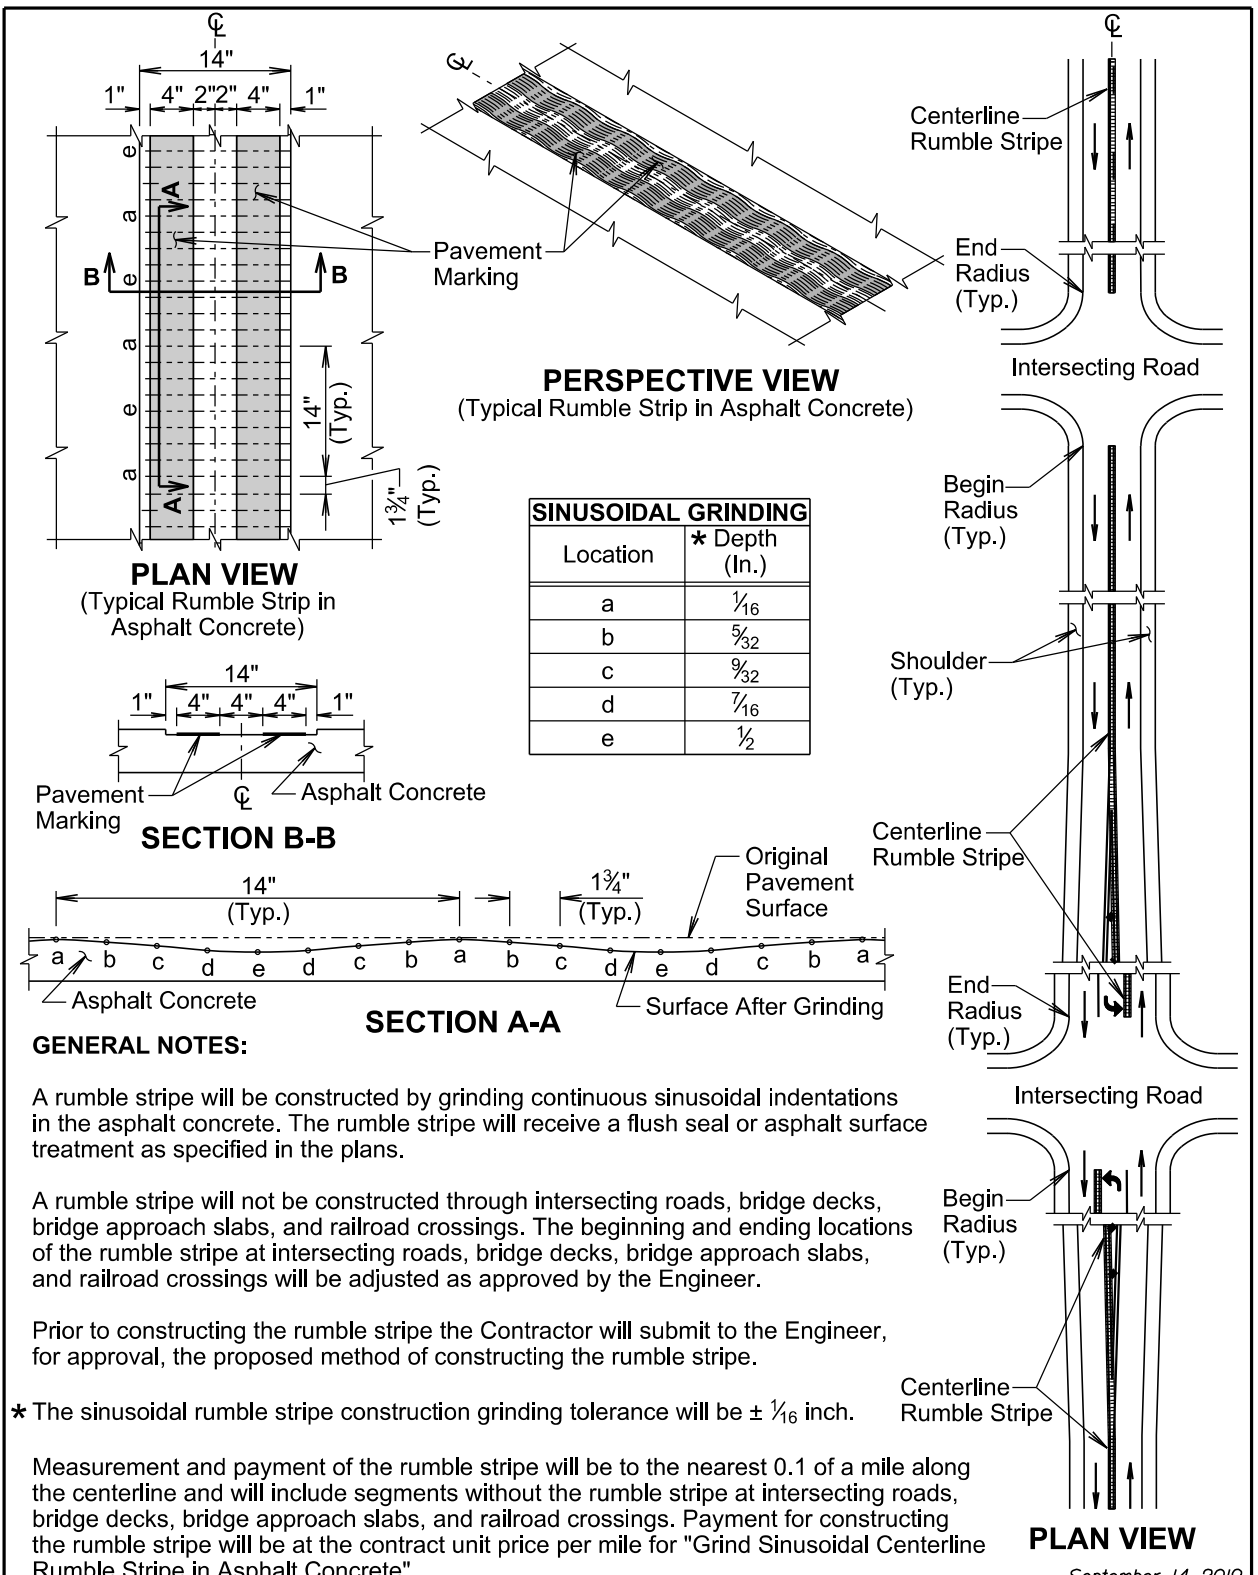 ℄
14"
1" 4" 2" 2" 4" 1"
e
a
e
a
e
a
A
A
B
B
14"
(Typ.)
1¾"
(Typ.)
Pavement
Marking
PLAN VIEW
(Typical Rumble Strip in
Asphalt Concrete)
℄
PERSPECTIVE VIEW
(Typical Rumble Strip in Asphalt Concrete)
SINUSOIDAL GRINDING
Location
* Depth
(In.)
a 1/16
b 5/32
c 9/32
d 7/16
e 1/2
14"
1" 4" 4" 4" 1"
Pavement
Marking
℄
Asphalt Concrete
SECTION B-B
14"
(Typ.)
1¾"
(Typ.)
Original
Pavement
Surface
a b c d e d c b a b c d e d c b a
Asphalt Concrete
Surface After Grinding
SECTION A-A
GENERAL NOTES:
A rumble stripe will be constructed by grinding continuous sinusoidal indentations
in the asphalt concrete. The rumble stripe will receive a flush seal or asphalt surface
treatment as specified in the plans.
A rumble stripe will not be constructed through intersecting roads, bridge decks,
bridge approach slabs, and railroad crossings. The beginning and ending locations
of the rumble stripe at intersecting roads, bridge decks, bridge approach slabs,
and railroad crossings will be adjusted as approved by the Engineer.
Prior to constructing the rumble stripe the Contractor will submit to the Engineer,
for approval, the proposed method of constructing the rumble stripe.
* The sinusoidal rumble stripe construction grinding tolerance will be ± 1/16 inch.
Measurement and payment of the rumble stripe will be to the nearest 0.1 of a mile along
the centerline and will include segments without the rumble stripe at intersecting roads,
bridge decks, bridge approach slabs, and railroad crossings. Payment for constructing
the rumble stripe will be at the contract unit price per mile for "Grind Sinusoidal Centerline
Rumble Stripe in Asphalt Concrete"
℄
Centerline
Rumble Stripe
End
Radius
(Typ.)
Intersecting Road
Begin
Radius
(Typ.)
Shoulder
(Typ.)
Centerline
Rumble Stripe
End
Radius
(Typ.)
Intersecting Road
Begin
Radius
(Typ.)
Centerline
Rumble Stripe
PLAN VIEW
September 14, 2019